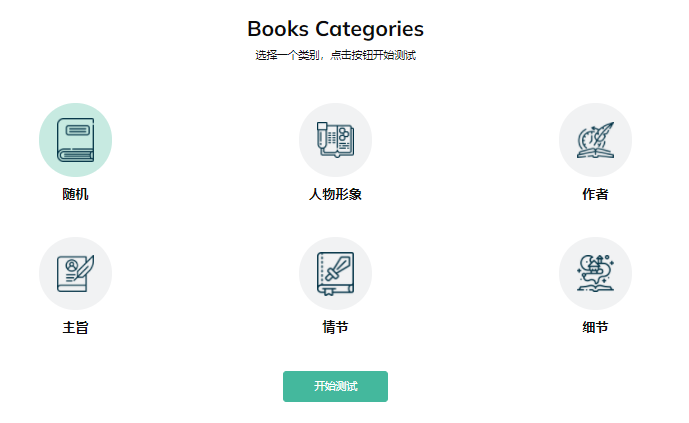 Books Categories
选择一个类别，点击按钮开始测试
随机
人物形象
作者
主旨
情节
细节
开始测试